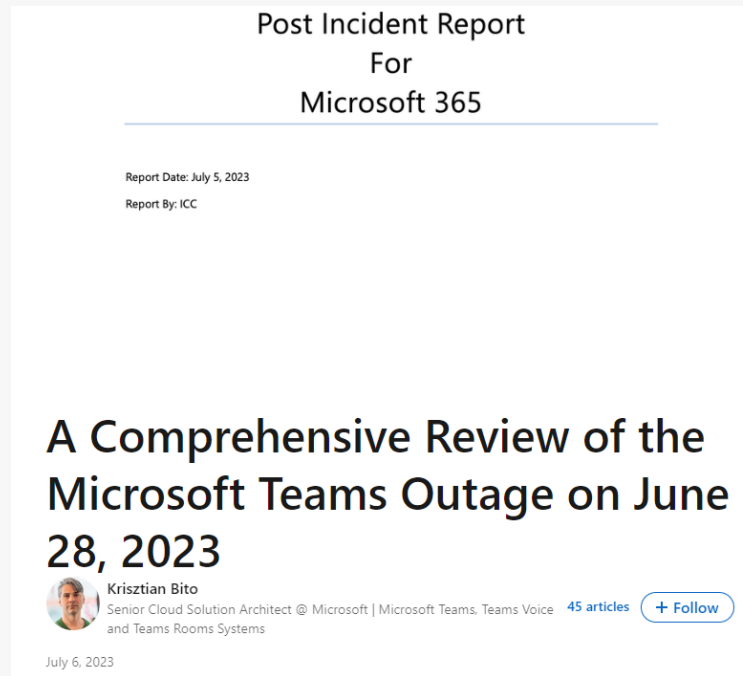 Post Incident Report
For
Microsoft 365
Report Date: July 5, 2023
Report By: ICC
A Comprehensive Review of the
Microsoft Teams Outage on June
28, 2023
Krisztian Bito
Senior Cloud Solution Architect @ Microsoft | Microsoft Teams, Teams Voice
and Teams Rooms Systems
45 articles
+ Follow
July 6, 2023